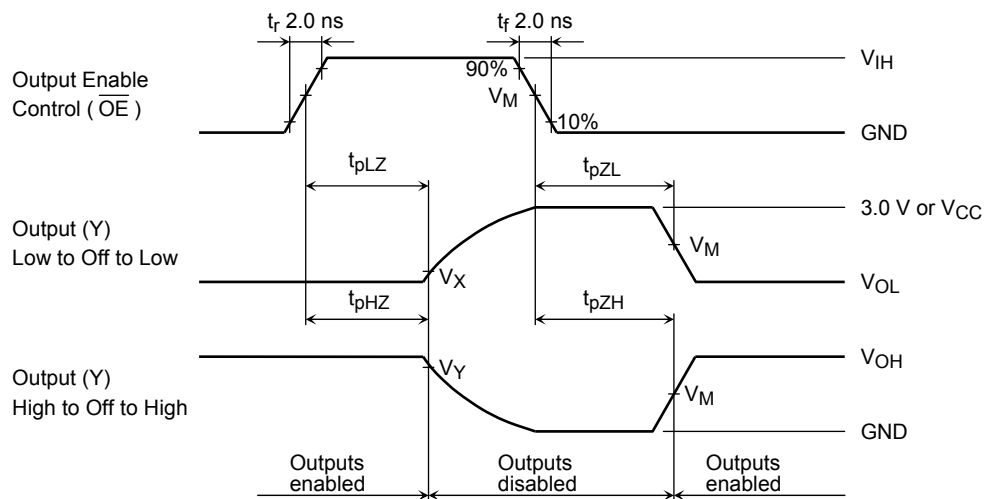 tr 2.0 ns
tf 2.0 ns
Output Enable
Control ( OE )
90%
VM
10%
VIH
GND
tpLZ
tpZL
Output (Y)
Low to Off to Low
VX
VM
3.0 V or VCC
VOL
tpHZ
tpZH
Output (Y)
High to Off to High
VY
VM
VOH
GND
Outputs
enabled
Outputs
disabled
Outputs
enabled